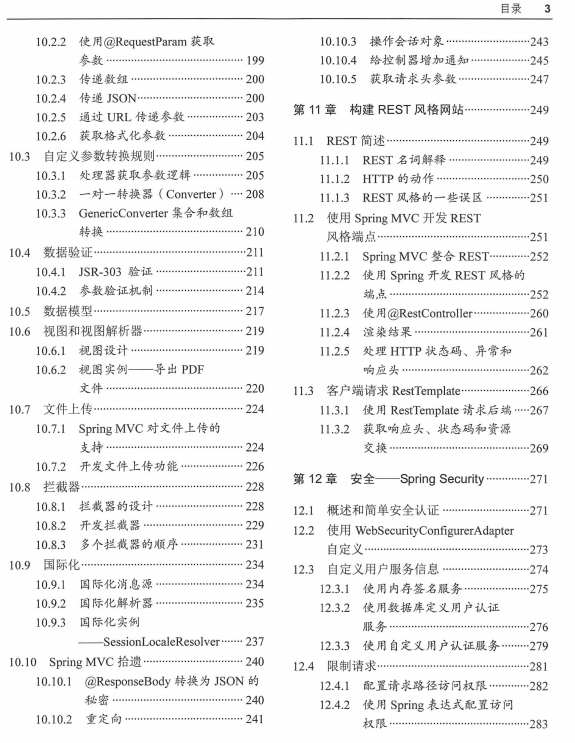 目录 3
10.2.2 使用@RequestParam 获取
参数 199
10.2.3 传递数组 200
10.2.4 传递 JSON 200
10.2.5 通过 URL 传递参数 203
10.2.6 获取格式化参数 204
10.3 自定义参数转换规则 205
10.3.1 处理器获取参数逻辑 205
10.3.2 一对一转换器（Converter） 208
10.3.3 GenericConverter 集合和数组
转换 210
10.4 数据验证 211
10.4.1 JSR-303 验证 211
10.4.2 参数验证机制 214
10.5 数据模型 217
10.6 视图和视图解析器 219
10.6.1 视图设计 219
10.6.2 视图实例——导出 PDF
文件 220
10.7 文件上传 224
10.7.1 Spring MVC 对文件上传的
支持 224
10.7.2 开发文件上传功能 226
10.8 拦截器 228
10.8.1 拦截器的设计 228
10.8.2 开发拦截器 229
10.8.3 多个拦截器的顺序 231
10.9 国际化 234
10.9.1 国际化消息源 234
10.9.2 国际化解析器 235
10.9.3 国际化实例
——SessionLocaleResolver 237
10.10 Spring MVC 拾遗 240
10.10.1 @ResponseBody 转换为 JSON 的
秘密 240
10.10.2 重定向 241
10.10.3 操作会话对象 243
10.10.4 给控制器增加通知 245
10.10.5 获取请求头参数 247
第 11 章 构建 REST 风格网站 249
11.1 REST 简述 249
11.1.1 REST 名词解释 249
11.1.2 HTTP 的动作 250
11.1.3 REST 风格的一些误区 251
11.2 使用 Spring MVC 开发 REST
风格端点 251
11.2.1 Spring MVC 整合 REST 252
11.2.2 使用 Spring 开发 REST 风格的
端点 252
11.2.3 使用@RestController 260
11.2.4 渲染结果 261
11.2.5 处理 HTTP 状态码、异常和
响应头 262
11.3 客户端请求 RestTemplate 266
11.3.1 使用 RestTemplate 请求后端 267
11.3.2 获取响应头、状态码和资源
交换 269
第 12 章 安全——Spring Security 271
12.1 概述和简单安全认证 271
12.2 使用 WebSecurityConfigurerAdapter
自定义 273
12.3 自定义用户服务信息 274
12.3.1 使用内存签名服务 275
12.3.2 使用数据库定义用户认证
服务 276
12.3.3 使用自定义用户认证服务 279
12.4 限制请求 281
12.4.1 配置请求路径访问权限 282
12.4.2 使用 Spring 表达式配置访问
权限 283